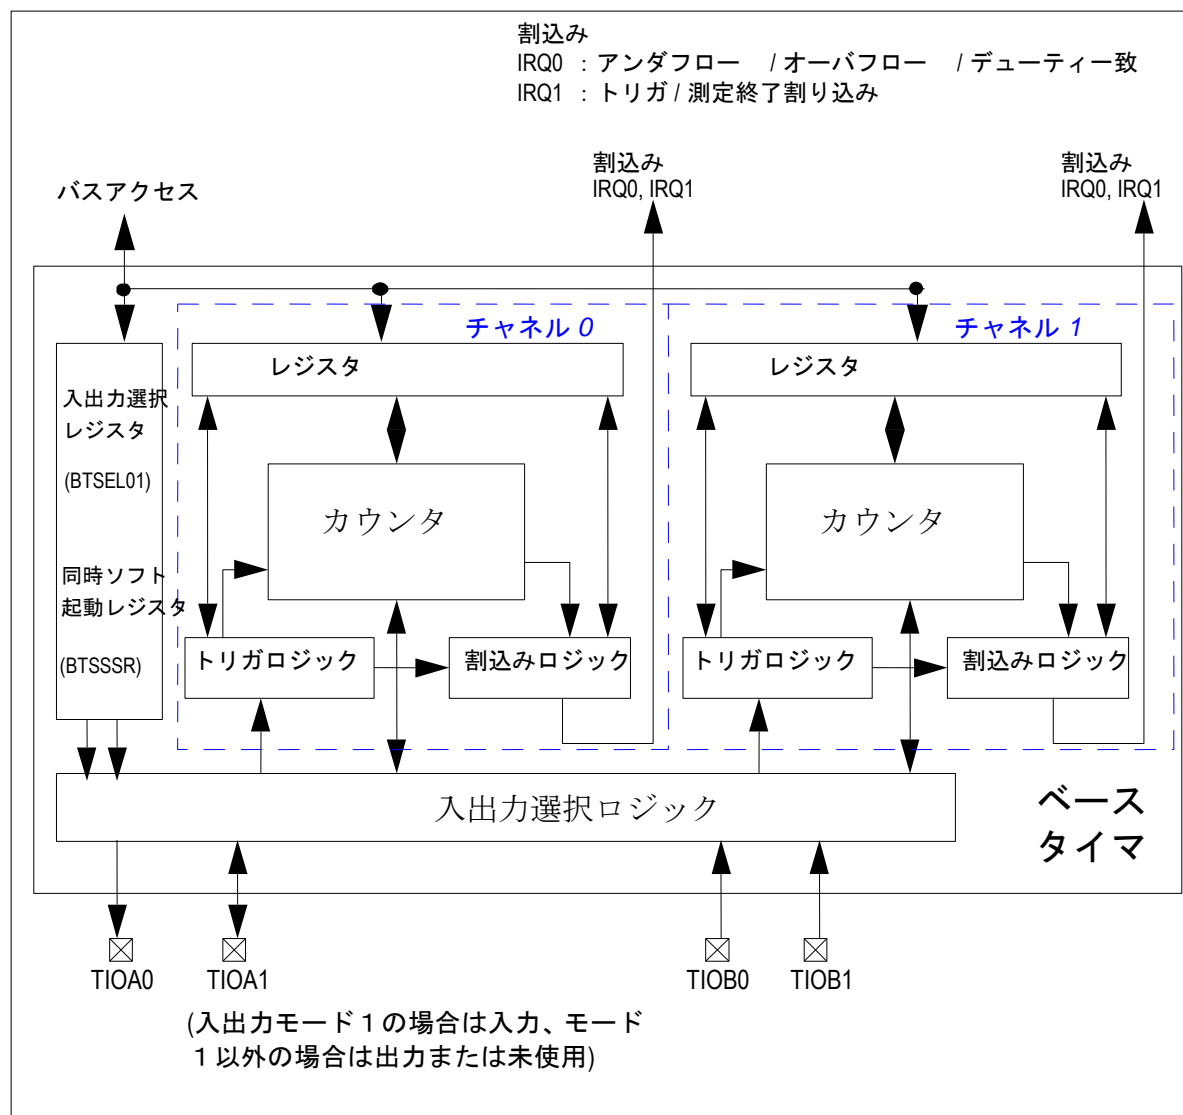 割込み
IRQ0 : アンダフロー / オーバフロー / デューティ一致
IRQ1 : トリガ / 測定終了割り込み
バスアクセス
割込み
IRQ0, IRQ1
割込み
IRQ0, IRQ1
チャネル 0
チャネル 1
レジスタ
レジスタ
入出力選択
レジスタ
(BTSEL01)
カウンタ
カウンタ
同時ソフト
起動レジスタ
(BTSSSR)
トリガロジック
割込みロジック
トリガロジック
割込みロジック
入出力選択ロジック
ベース
タイマ
TIOA0
TIOA1
TIOB0
TIOB1
(入出力モード１の場合は入力、モード
１以外の場合は出力または未使用)